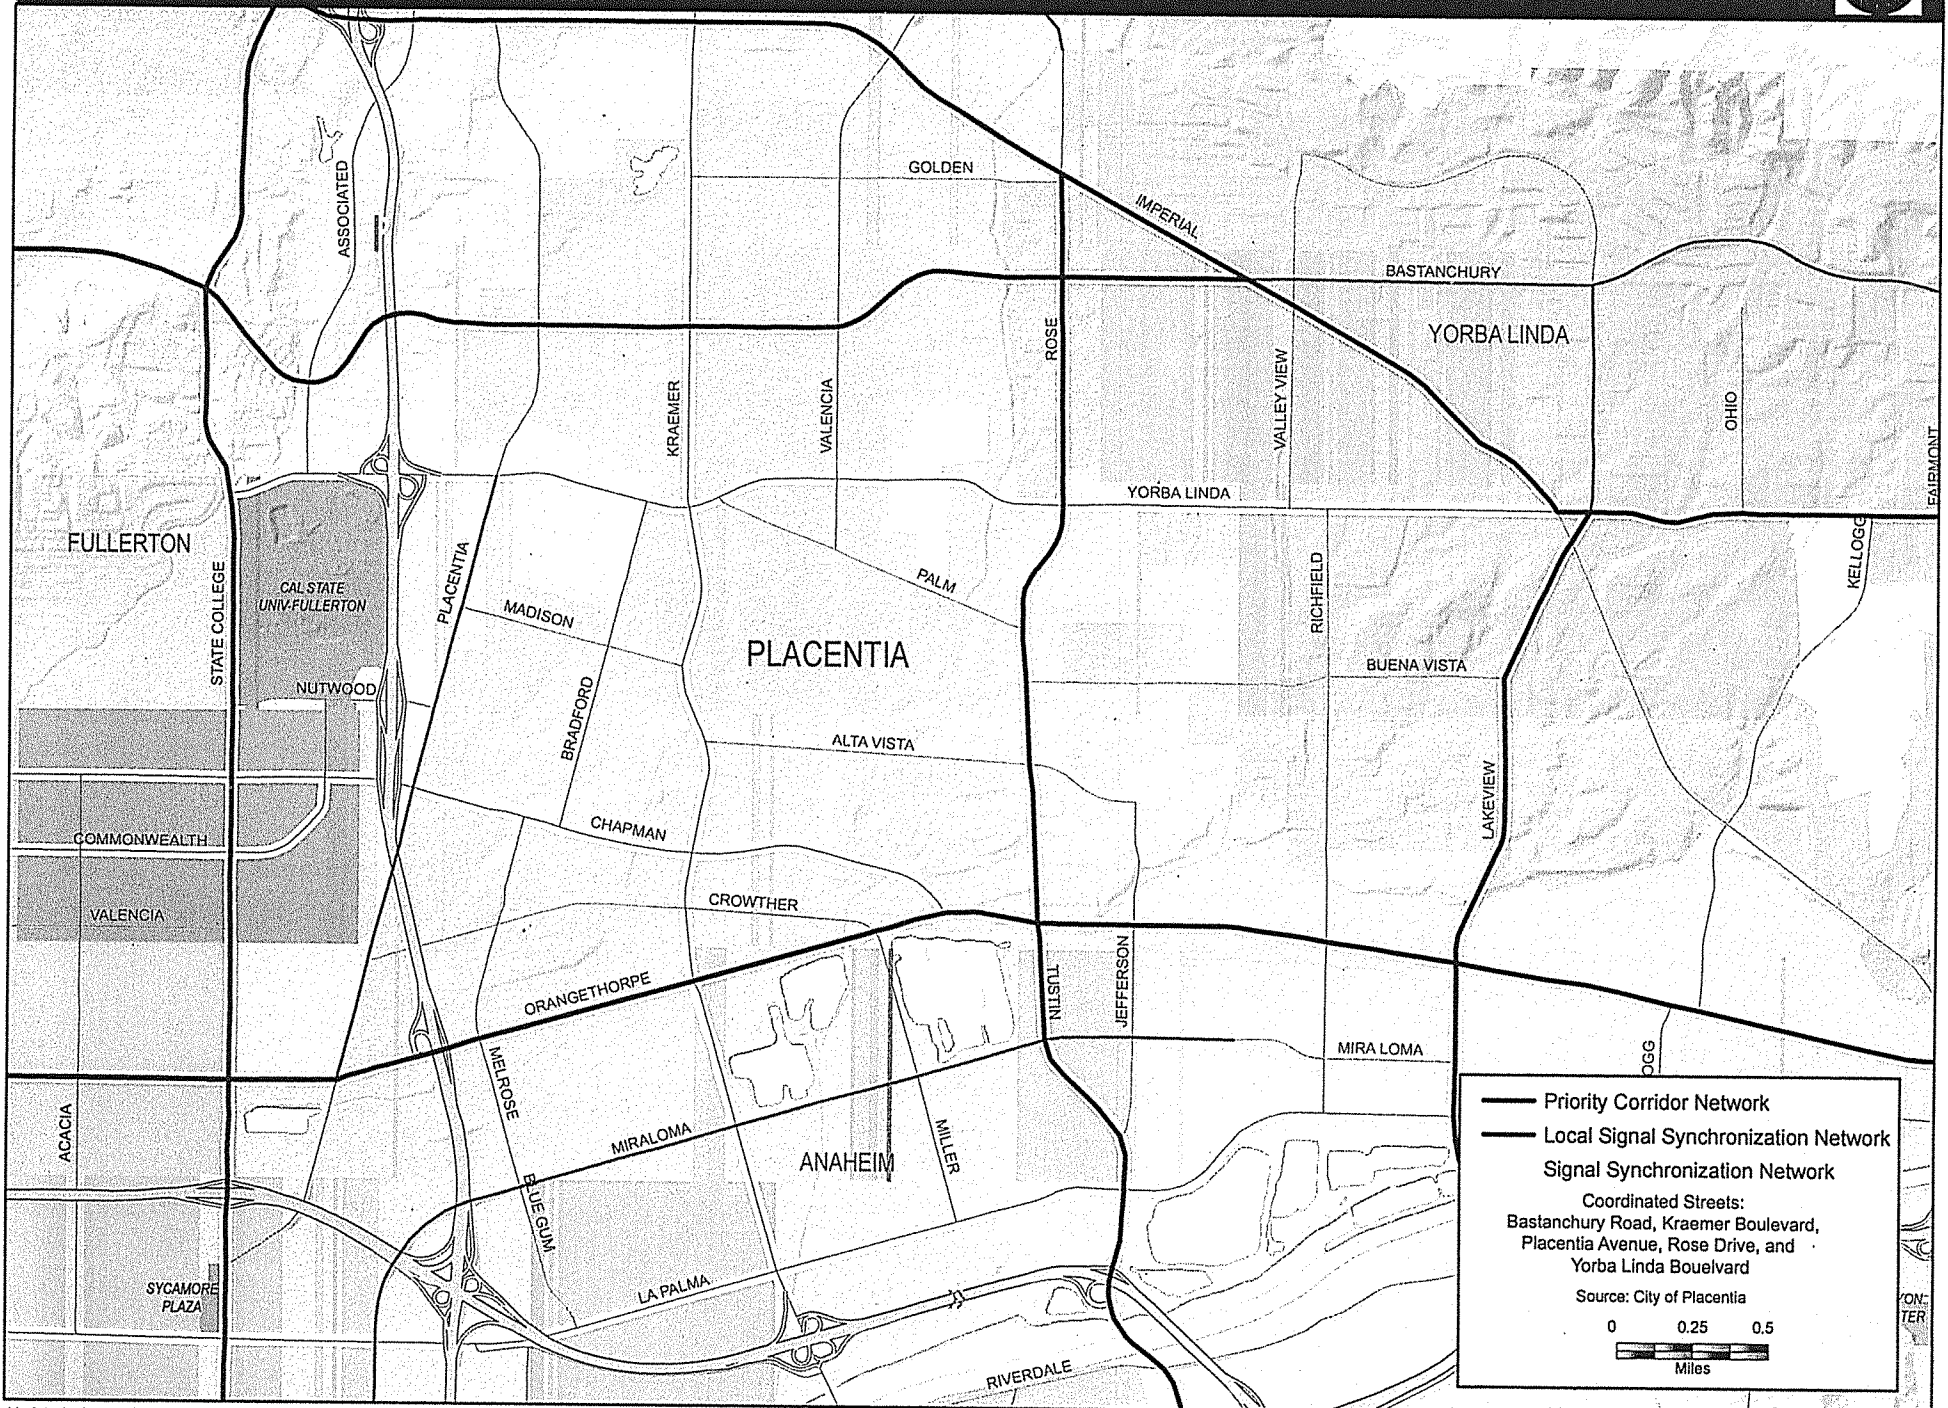 GOLDEN
ASSOCIATED
IMPERIAL
BASTANCHURY
YORBA LINDA
ROSE
VALLEY VIEW
KRAEMER
VALENCIA
OHIO
FAIRMONT
YORBA LINDA
FULLERTON
STATE COLLEGE
CAL STATE
UNIV-FULLERTON
PLACENTIA
MADISON
PALM
RICHFIELD
KELLOGG
PLACENTIA
BUENA VISTA
NUTWOOD
BRADFORD
ALTA VISTA
LAKEVIEW
COMMONWEALTH
CHAPMAN
VALENCIA
CROWTHER
ORANGETHORPE
TUSTIN
JEFFERSON
MELROSE
MIRA LOMA
OGG
ACACIA
MIRALOMA
MILLER
ANAHEIM
BLUE GUM
SYCAMORE
PLAZA
LA PALMA
RIVERDALE
Priority Corridor Network
Local Signal Synchronization Network
Signal Synchronization Network
Coordinated Streets:
Bastanchury Road, Kraemer Boulevard,
Placentia Avenue, Rose Drive, and
Yorba Linda Bouelvard
Source: City of Placentia
0 0.25 0.5
Miles
YON-
TER